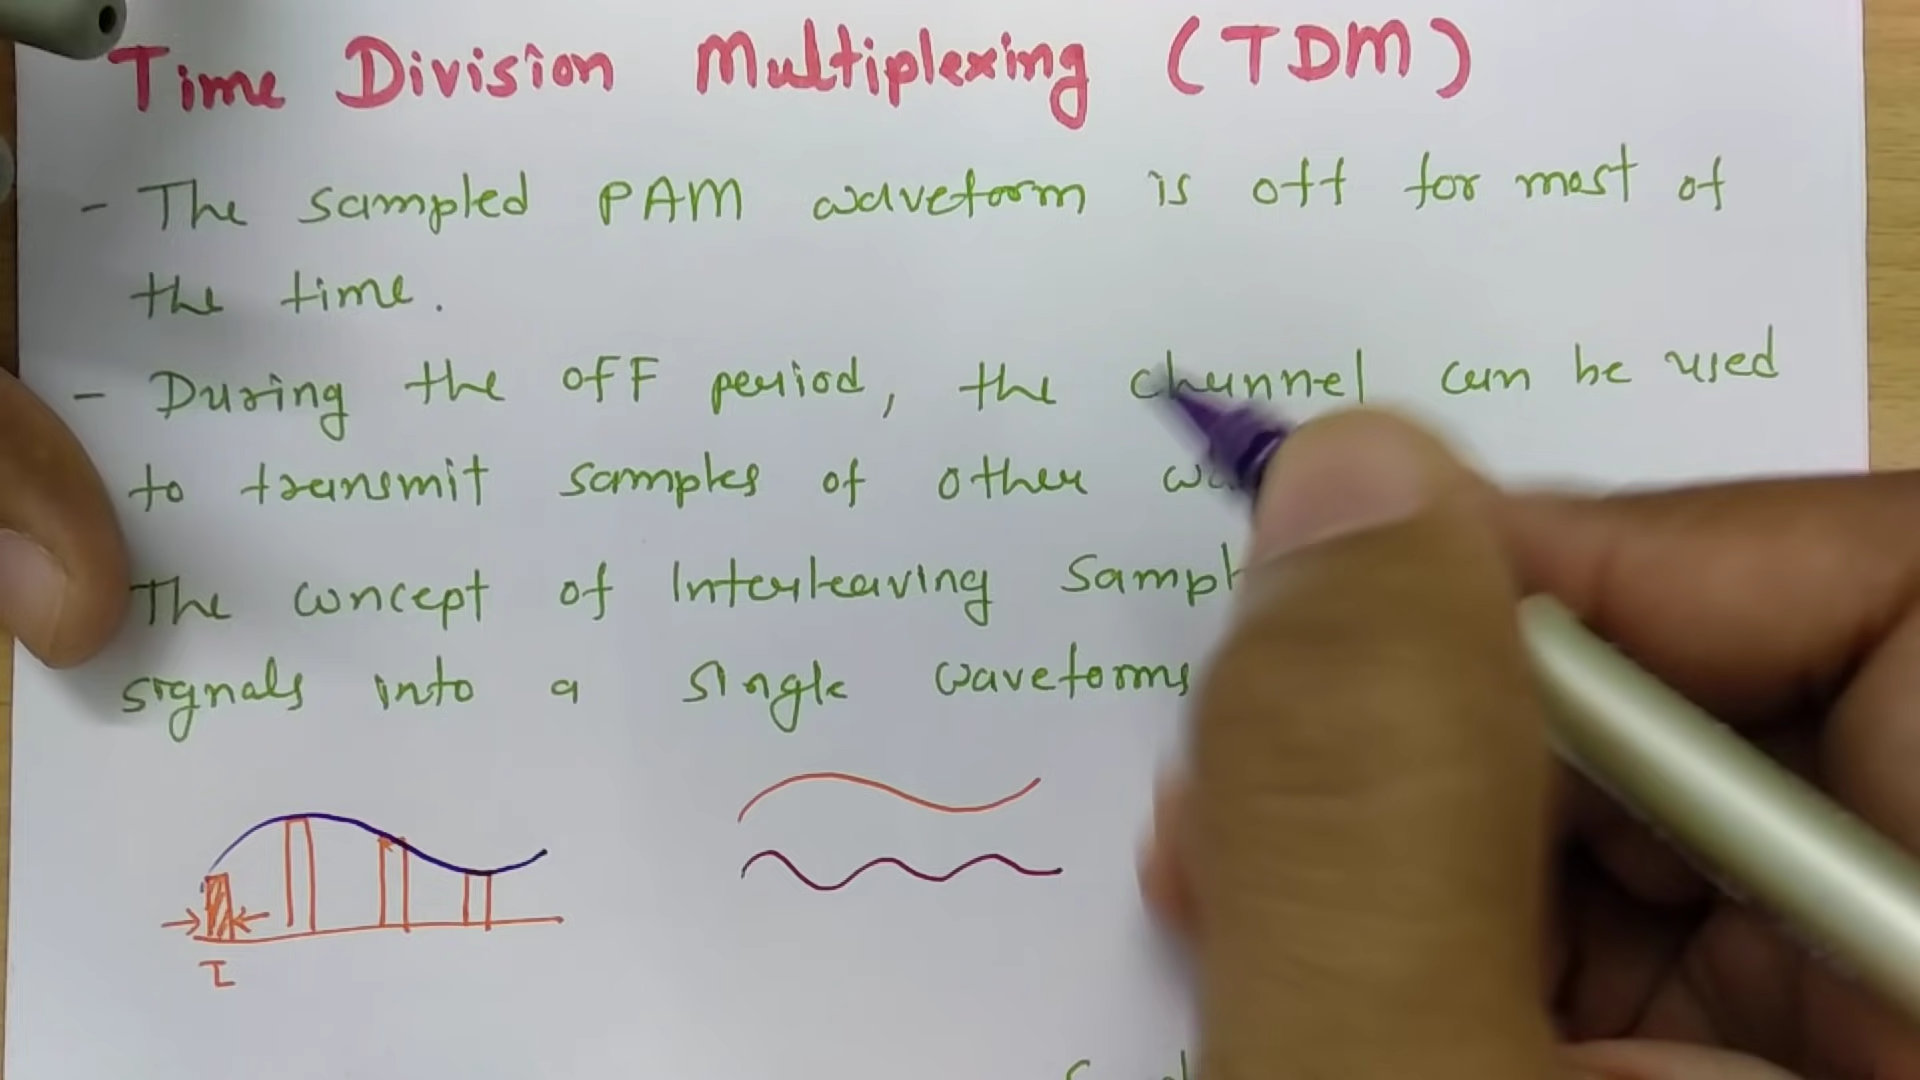 Time Division Multiplexing (TDM)
- The sampled PAM waveform is off for most of
the time.
- During the OFF period, the channel can be used
to transmit samples of other
The concept of Interleaving
signals into a single waveforms
τ